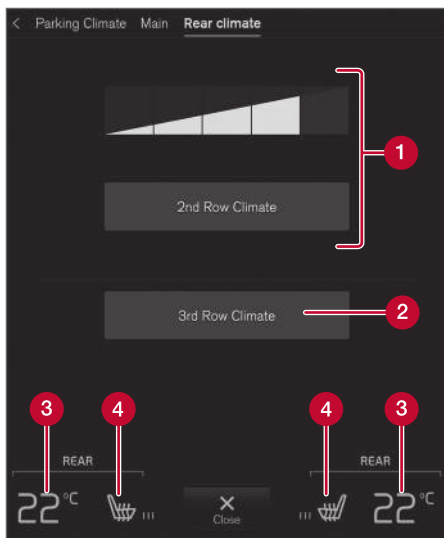 < Parking Climate Main Rear climate
1
2nd Row Climate
2
3rd Row Climate
3 4 4 3
REAR REAR
22°C × 22°C
Close